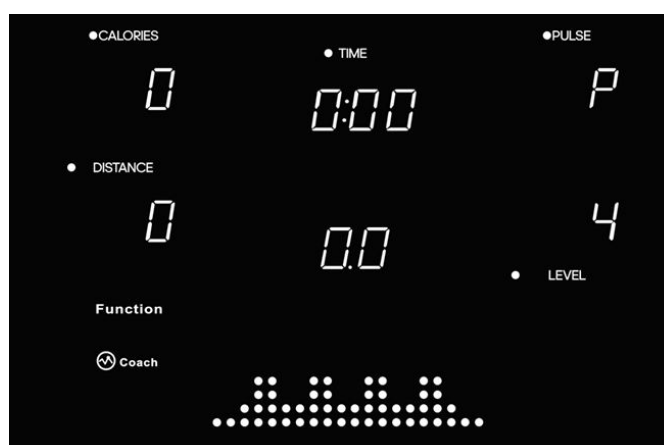 CALORIES
TIME
PULSE
0
0:00
P
DISTANCE
0
0.0
4
LEVEL
Function
Coach